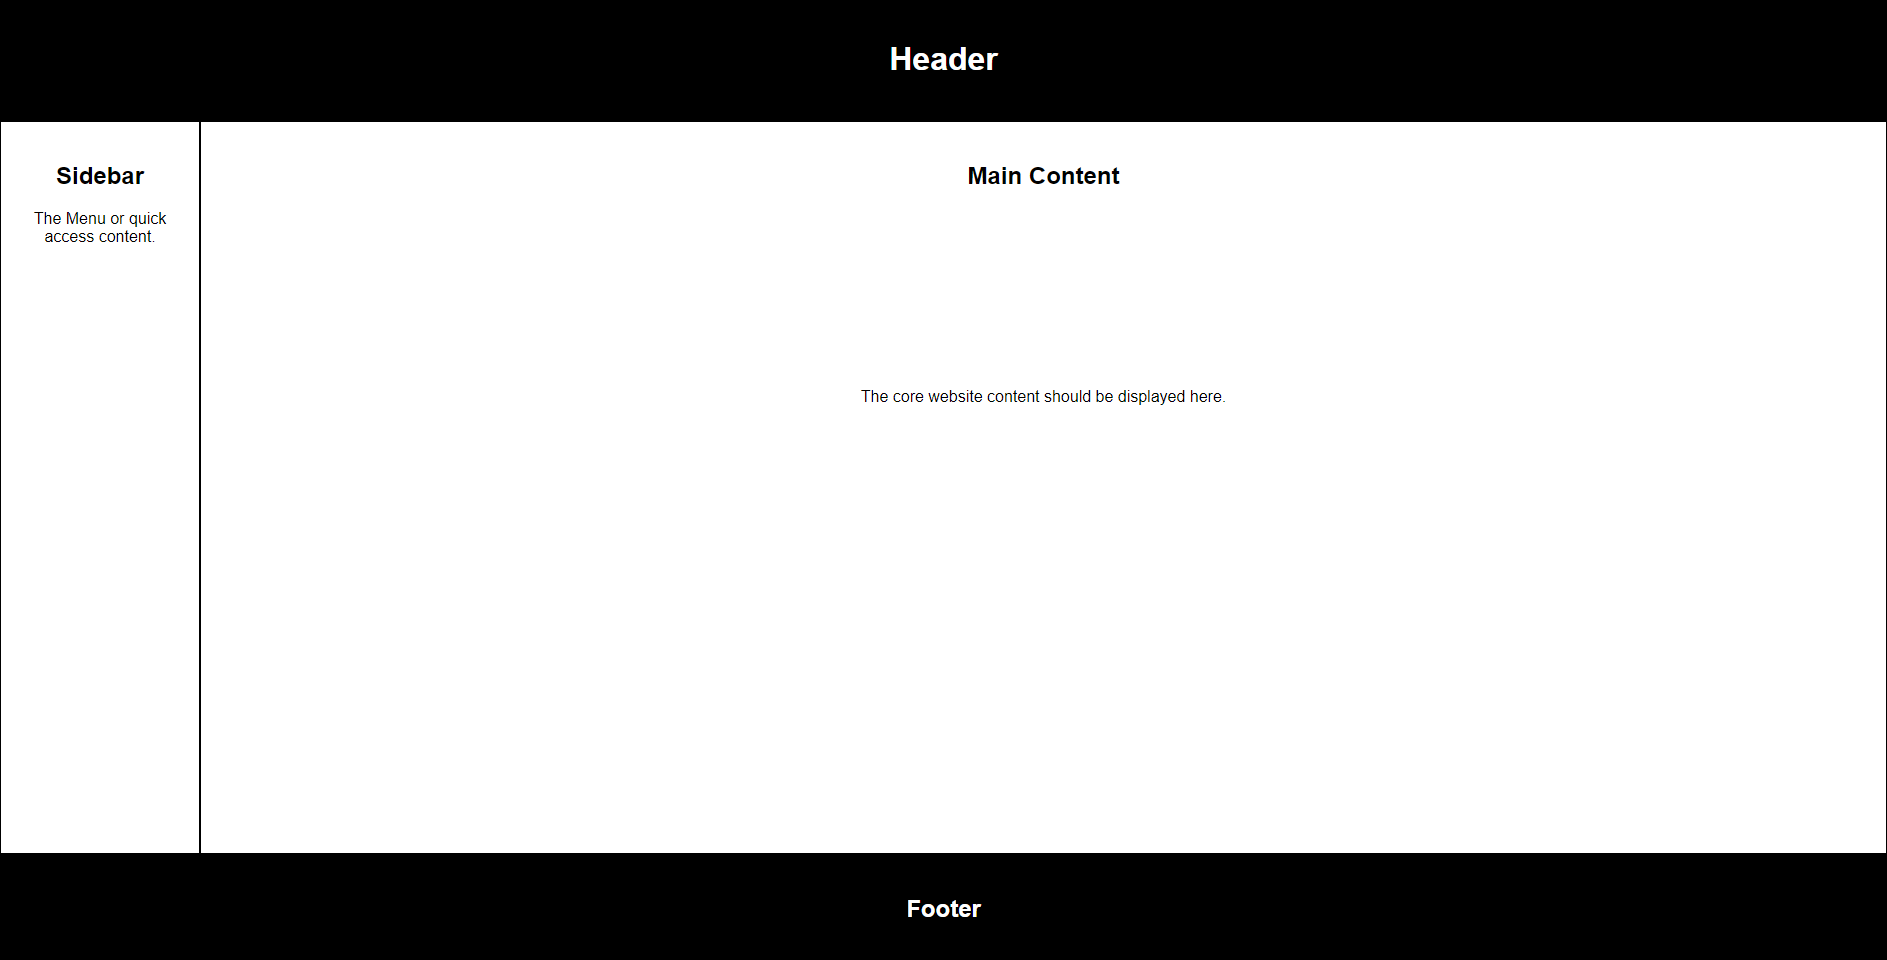 Header
Sidebar
The Menu or quick
access content.
Main Content
The core website content should be displayed here.
Footer